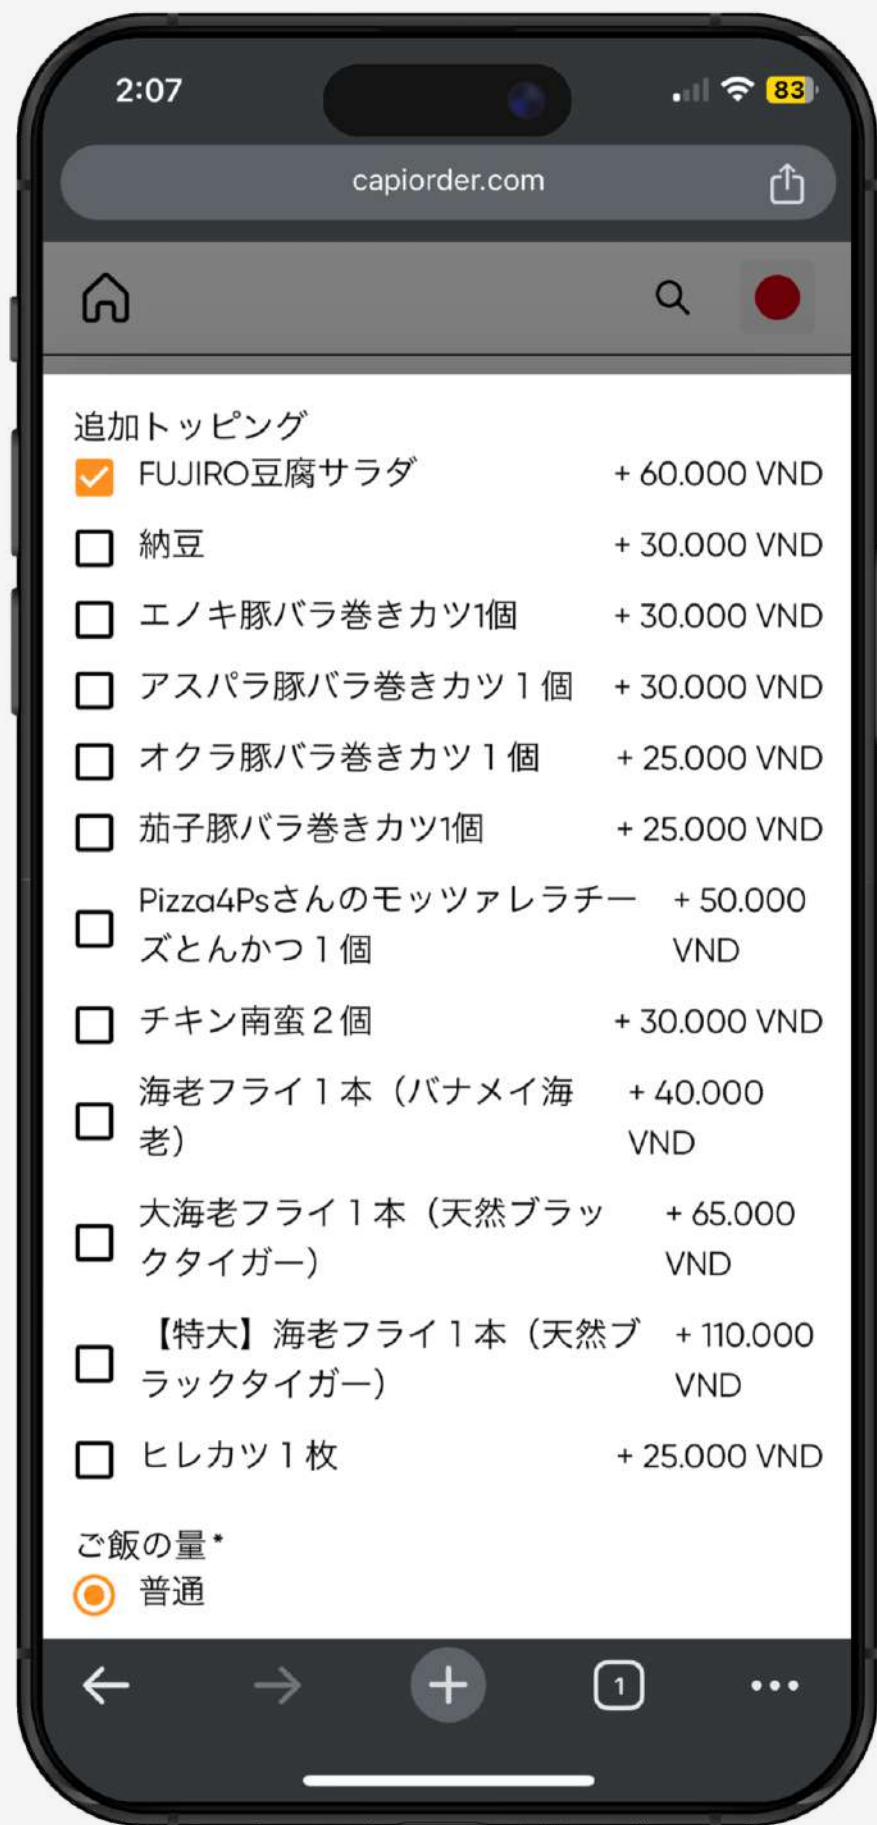 2:07
83
capiorder.com
追加トッピング
FUJIRO豆腐サラダ + 60.000 VND
納豆 + 30.000 VND
エノキ豚バラ巻きカツ1個 + 30.000 VND
アスパラ豚バラ巻きカツ１個 + 30.000 VND
オクラ豚バラ巻きカツ１個 + 25.000 VND
茄子豚バラ巻きカツ1個 + 25.000 VND
Pizza4Psさんのモッツァレラチー + 50.000
ズとんかつ１個 VND
チキン南蛮２個 + 30.000 VND
海老フライ１本（バナメイ海 + 40.000
老） VND
大海老フライ１本（天然ブラッ + 65.000
クタイガー） VND
【特大】海老フライ１本（天然ブ + 110.000
ラックタイガー） VND
ヒレカツ１枚 + 25.000 VND
ご飯の量*
普通
1